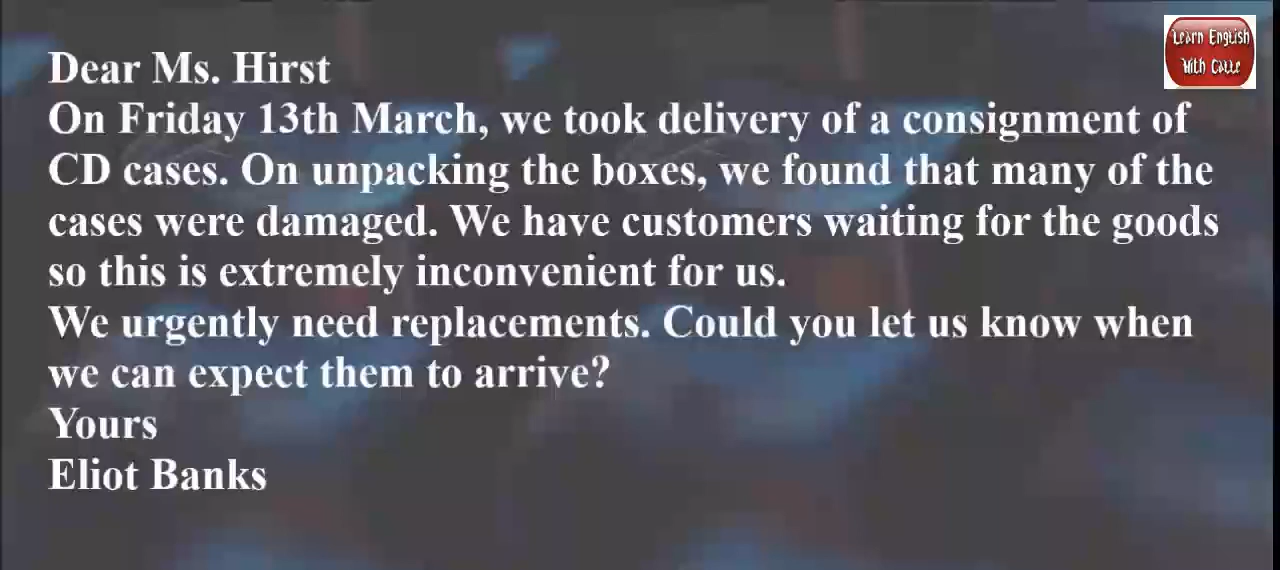 Learn English
With Catte
Dear Ms. Hirst
On Friday 13th March, we took delivery of a consignment of
CD cases. On unpacking the boxes, we found that many of the
cases were damaged. We have customers waiting for the goods
so this is extremely inconvenient for us.
We urgently need replacements. Could you let us know when
we can expect them to arrive?
Yours
Eliot Banks